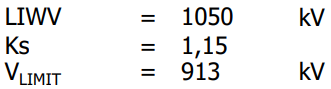 LIWV = 1050 kV
Ks = 1,15
VLIMIT = 913 kV